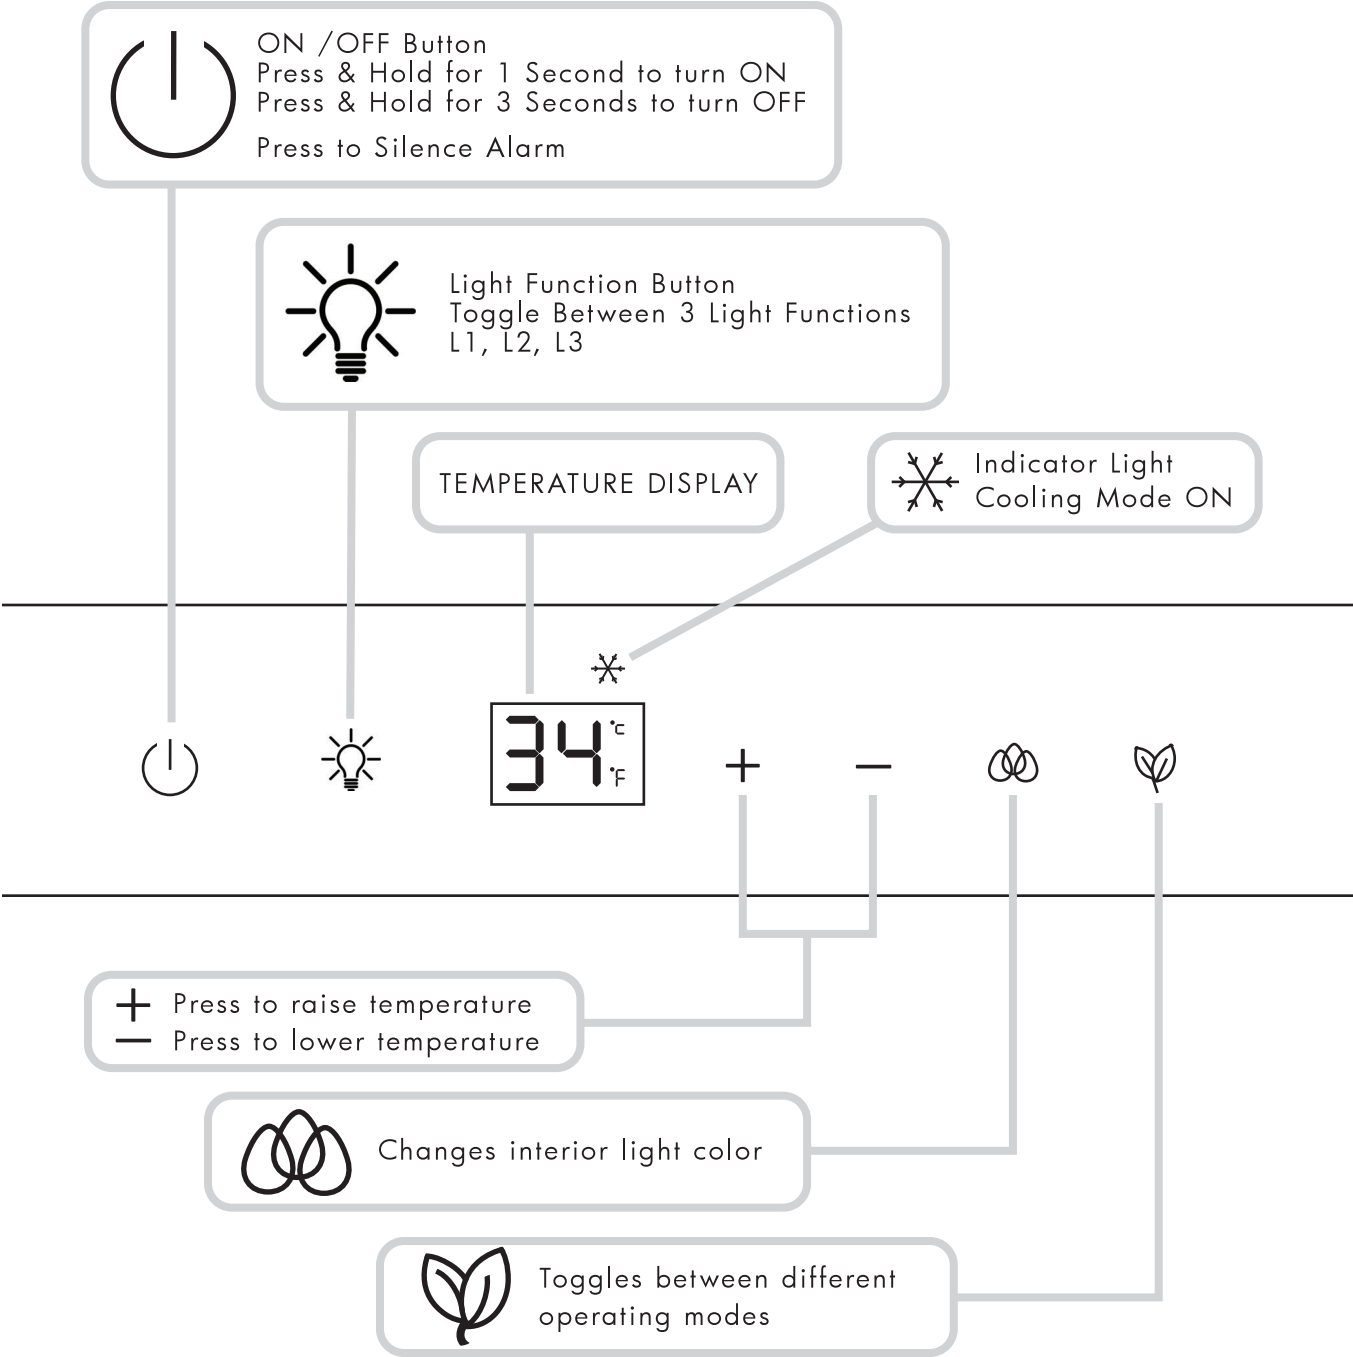 ON /OFF Button
Press & Hold for 1 Second to turn ON
Press & Hold for 3 Seconds to turn OFF
Press to Silence Alarm
Light Function Button
Toggle Between 3 Light Functions
L1, L2, L3
TEMPERATURE DISPLAY
Indicator Light
Cooling Mode ON
34 °C
°F
+ −
+ Press to raise temperature
− Press to lower temperature
Changes interior light color
Toggles between different
operating modes